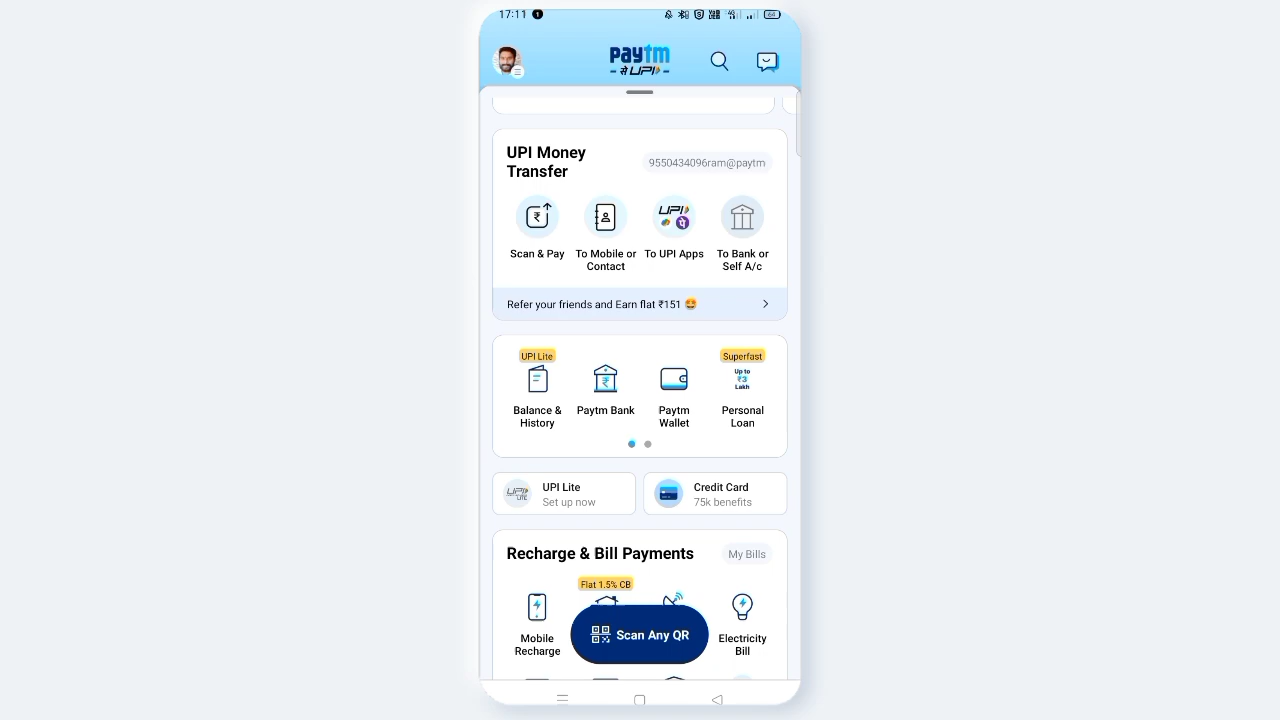 17:11
64
paytm
से UPI
UPI Money
Transfer
9550434096ram@paytm
UPI
Scan & Pay
To Mobile or
Contact
To UPI Apps
To Bank or
Self A/c
Refer your friends and Earn flat ₹151 🤩
UPI Lite
Superfast
Up to
₹3
Lakh
Balance &
History
Paytm Bank
Paytm
Wallet
Personal
Loan
UPI Lite
Set up now
UPI
LITE
Credit Card
75k benefits
Recharge & Bill Payments
My Bills
Flat 1.5% CB
Mobile
Recharge
Scan Any QR
Electricity
Bill